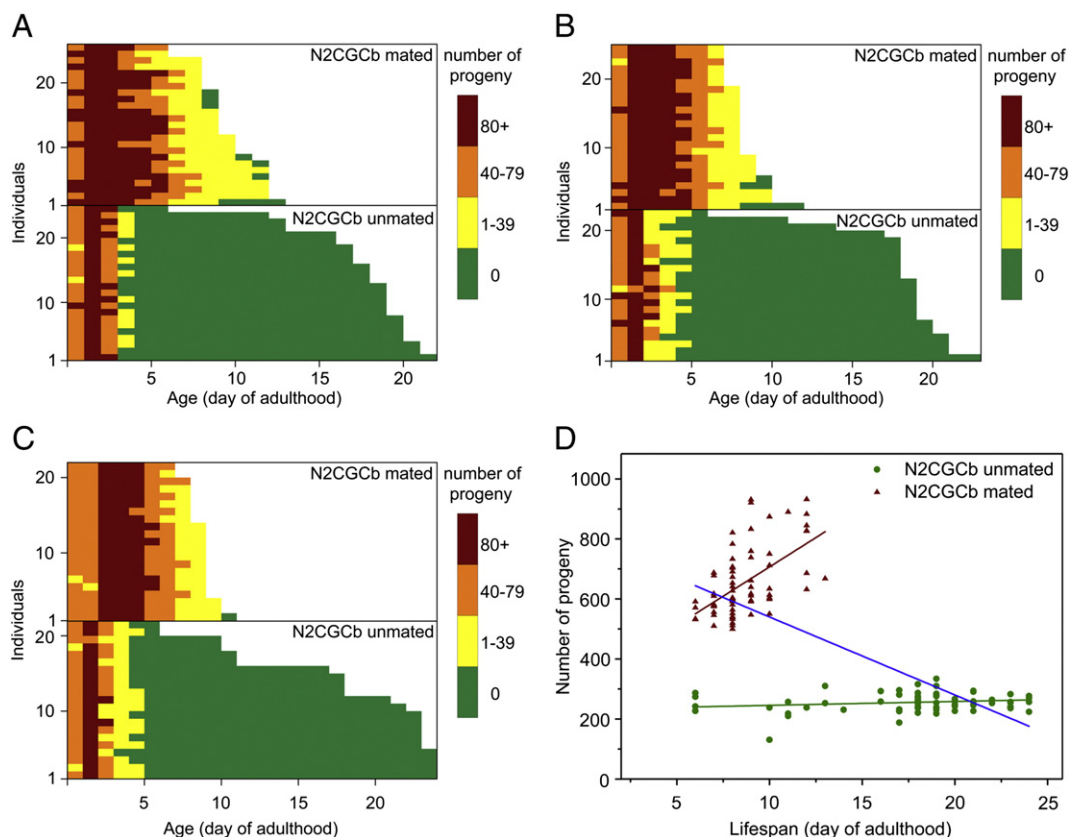 A
N2CGCb mated
number of
progeny
80+
40-79
1-39
0
20
10
1
Individuals
N2CGCb unmated
20
10
1
5 10 15 20
Age (day of adulthood)
B
N2CGCb mated
number of
progeny
80+
40-79
1-39
0
20
10
1
Individuals
N2CGCb unmated
20
10
1
5 10 15 20
Age (day of adulthood)
C
N2CGCb mated
number of
progeny
80+
40-79
1-39
0
20
10
1
Individuals
N2CGCb unmated
20
10
1
5 10 15 20
Age (day of adulthood)
D
N2CGCb unmated
N2CGCb mated
1000
800
600
400
200
0
Number of progeny
5 10 15 20 25
Lifespan (day of adulthood)